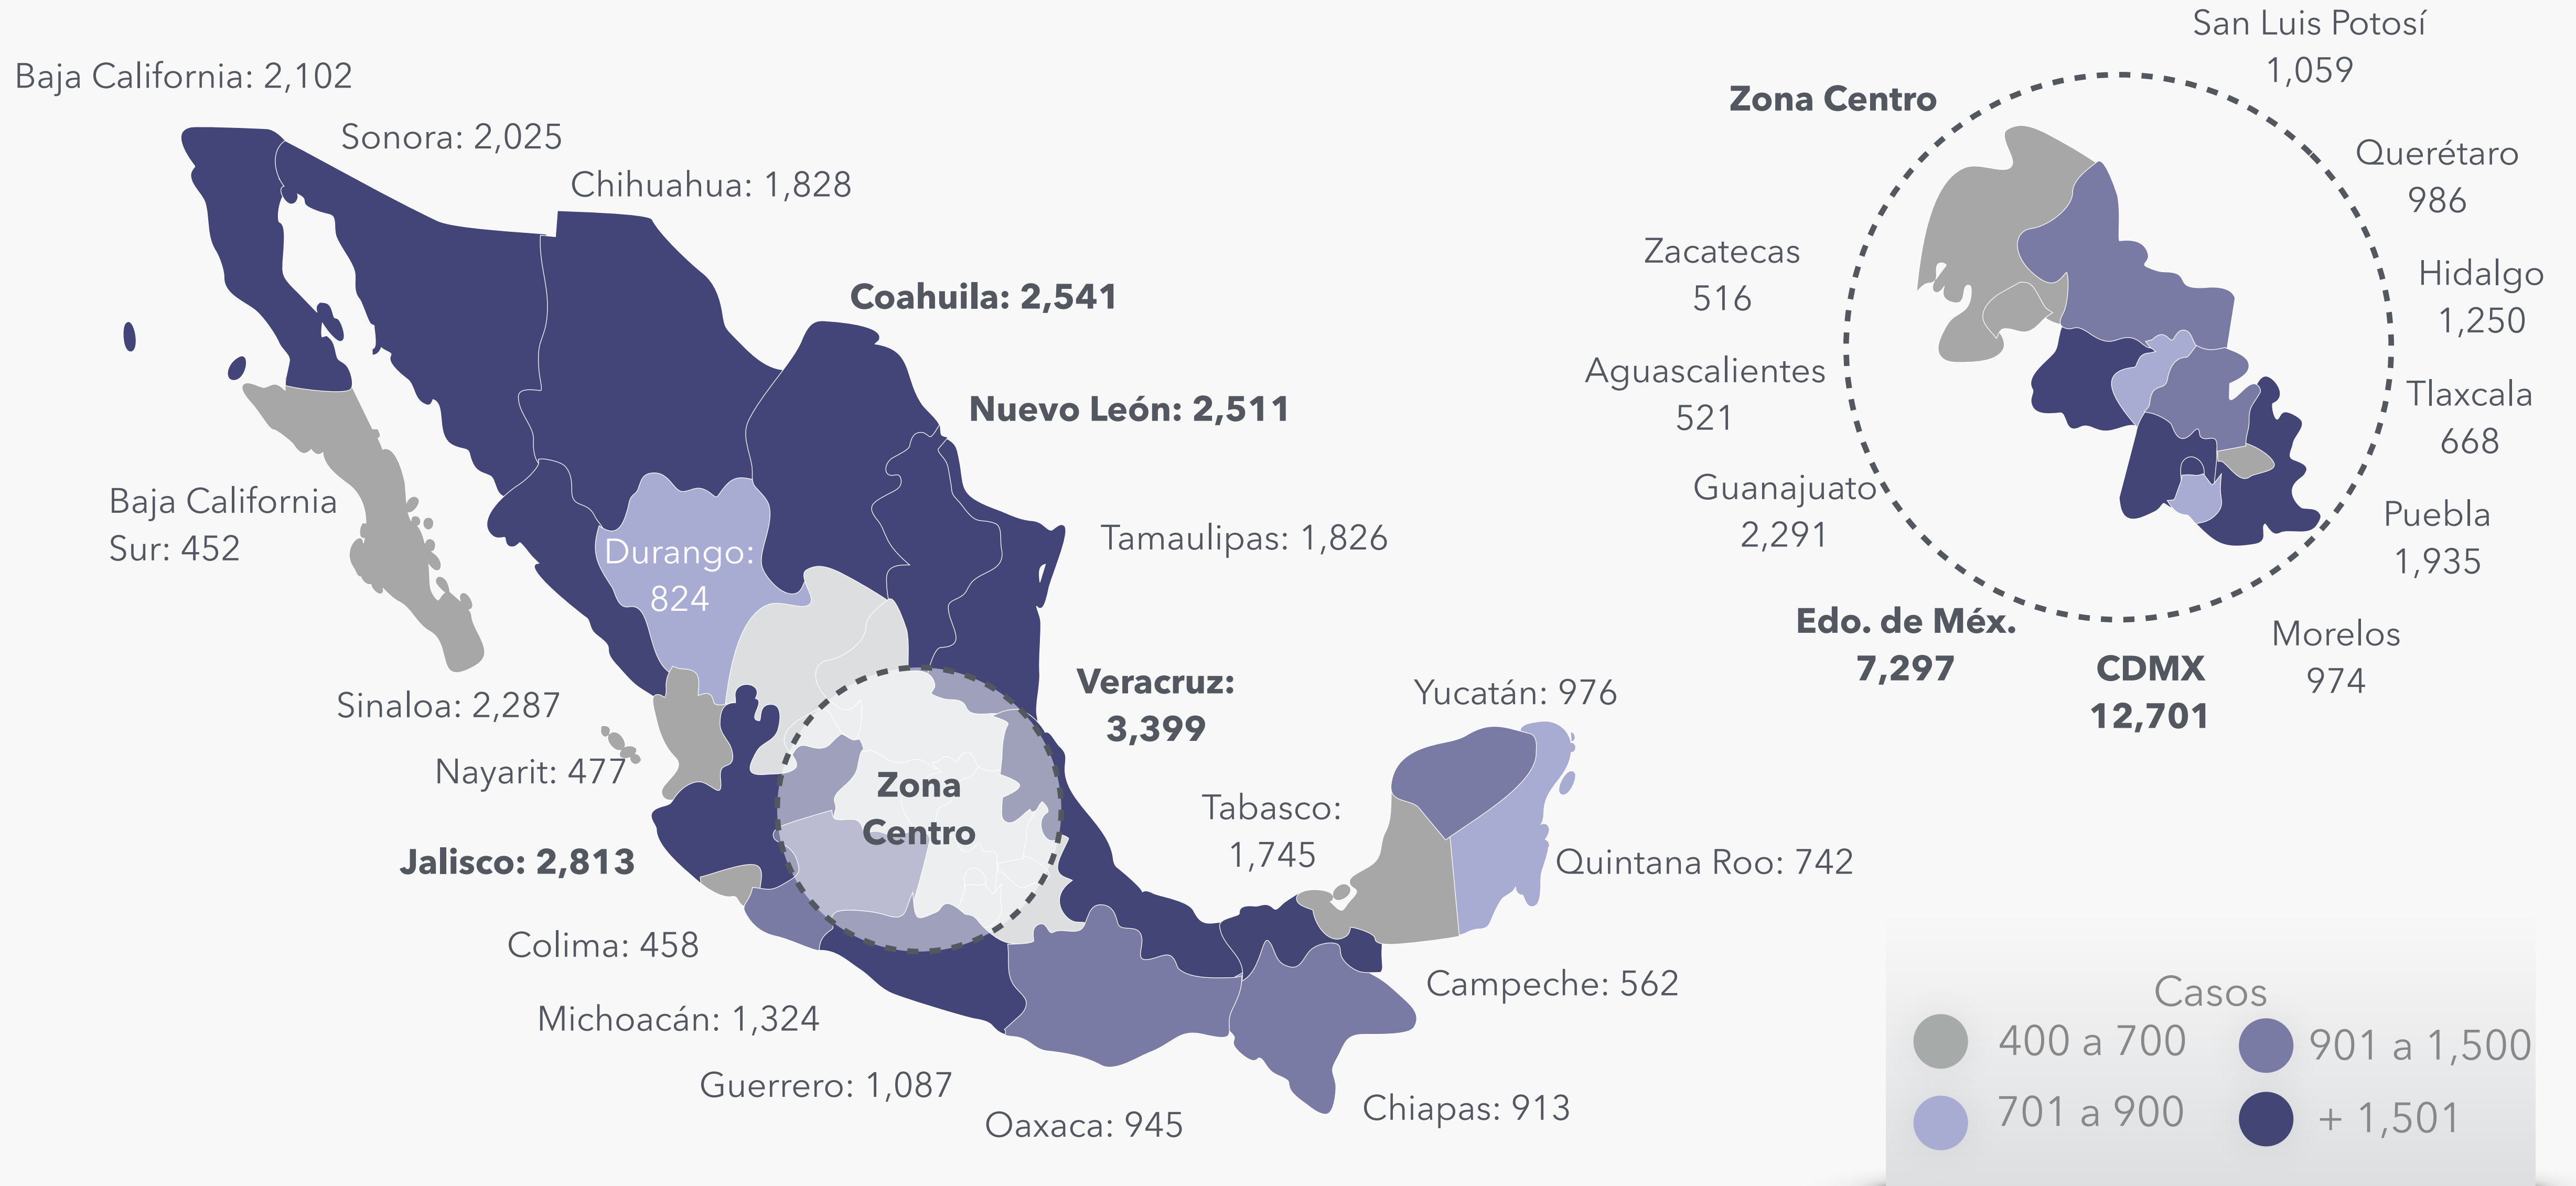 Baja California: 2,102
Sonora: 2,025
Chihuahua: 1,828
Coahuila: 2,541
Nuevo León: 2,511
Tamaulipas: 1,826
Baja California
Sur: 452
Durango:
824
Sinaloa: 2,287
Nayarit: 477
Jalisco: 2,813
Colima: 458
Michoacán: 1,324
Guerrero: 1,087
Oaxaca: 945
Zona
Centro
Veracruz:
3,399
Tabasco:
1,745
Yucatán: 976
Quintana Roo: 742
Campeche: 562
Chiapas: 913
Zona Centro
San Luis Potosí
1,059
Querétaro
986
Hidalgo
1,250
Tlaxcala
668
Puebla
1,935
Morelos
974
CDMX
12,701
Edo. de Méx.
7,297
Guanajuato
2,291
Aguascalientes
521
Zacatecas
516
Casos
400 a 700
901 a 1,500
701 a 900
+ 1,501